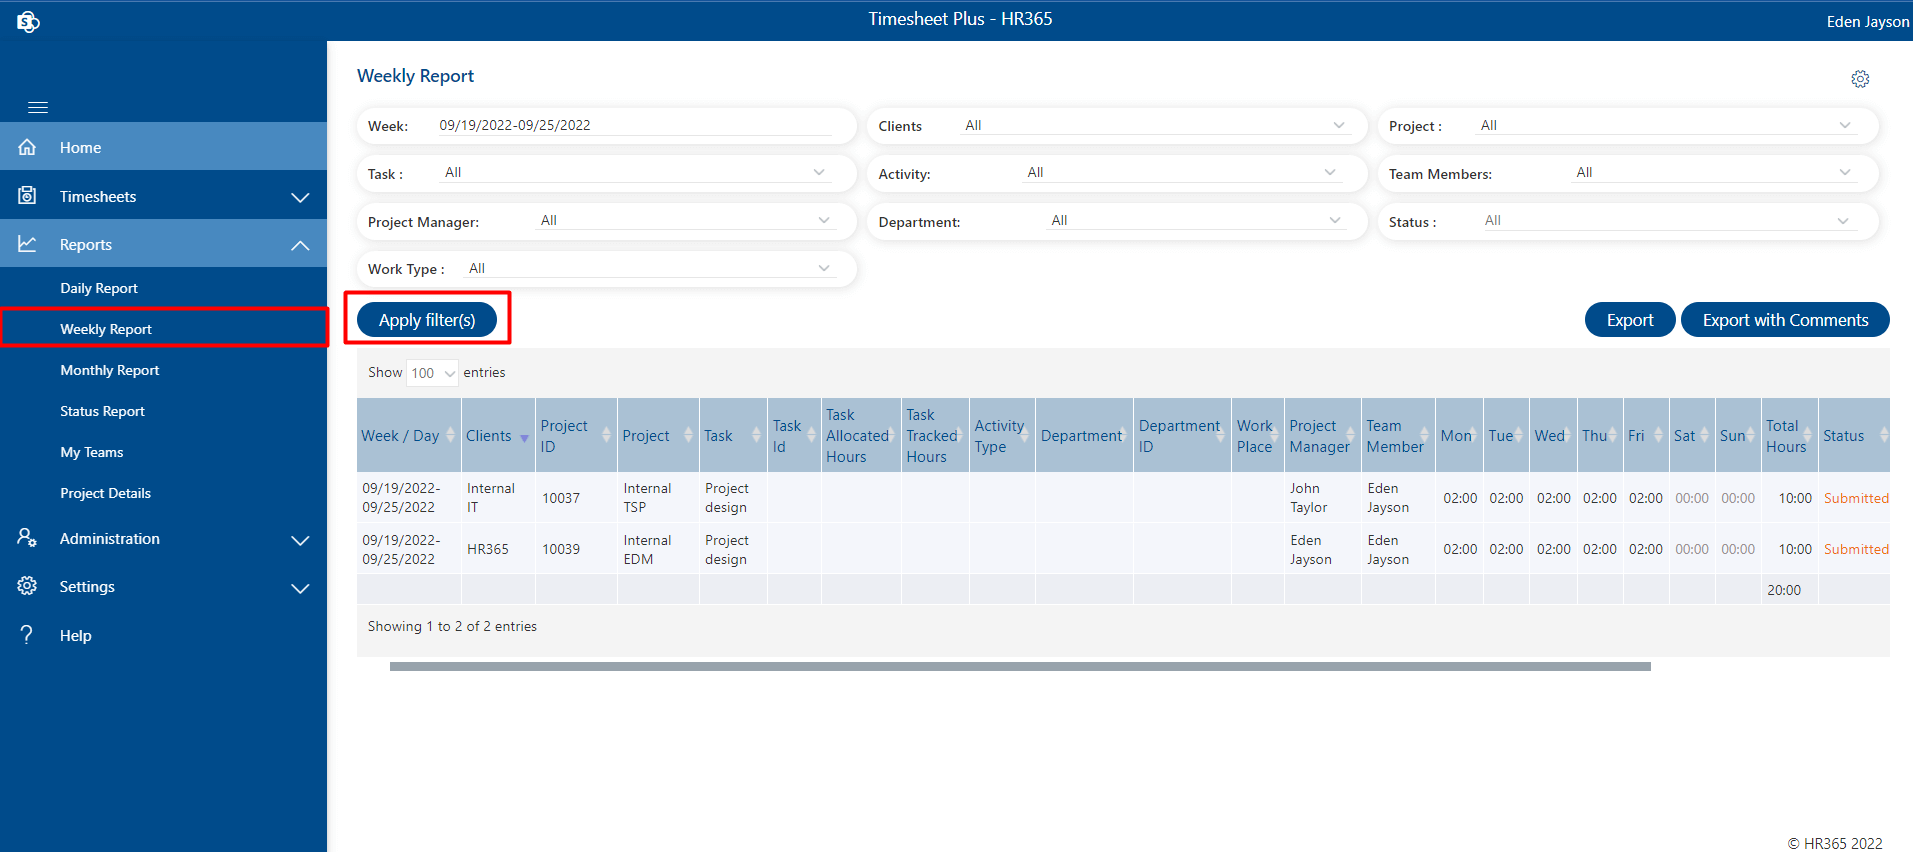 Timesheet Plus - HR365
Eden Jayson
Home
Timesheets
Reports
Daily Report
Weekly Report
Monthly Report
Status Report
My Teams
Project Details
Administration
Settings
Help
Weekly Report
Week: 09/19/2022-09/25/2022
Clients All
Project : All
Task : All
Activity: All
Team Members: All
Project Manager: All
Department: All
Status : All
Work Type : All
Apply filter(s)
Export
Export with Comments
Show 100 entries
Week / Day
Clients
Project
ID
Project
Task
Task
Id
Task
Allocated
Hours
Task
Tracked
Hours
Activity
Type
Department
Department
ID
Work
Place
Project
Manager
Team
Member
Mon
Tue
Wed
Thu
Fri
Sat
Sun
Total
Hours
Status
09/19/2022-
09/25/2022
Internal
IT
10037
Internal
TSP
Project
design
John
Taylor
Eden
Jayson
02:00
02:00
02:00
02:00
02:00
00:00
00:00
10:00
Submitted
09/19/2022-
09/25/2022
HR365
10039
Internal
EDM
Project
design
Eden
Jayson
Eden
Jayson
02:00
02:00
02:00
02:00
02:00
00:00
00:00
10:00
Submitted
20:00
Showing 1 to 2 of 2 entries
© HR365 2022